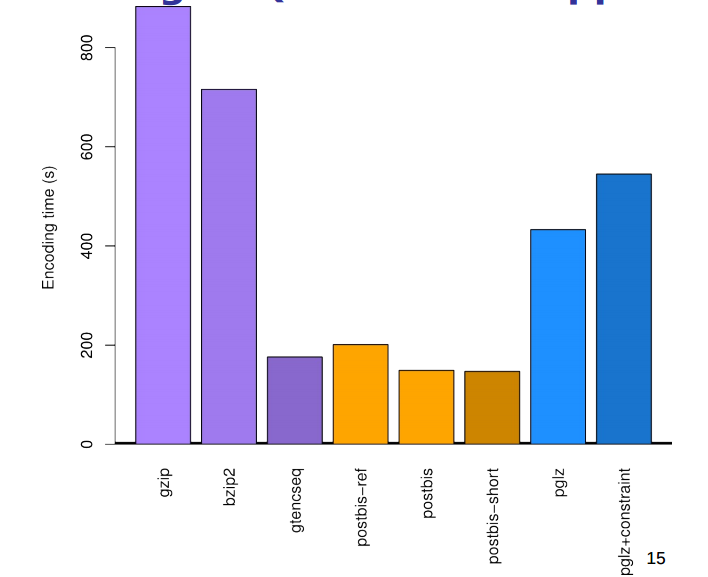 800
600
400
200
0
Encoding time (s)
gzip
bzip2
gtencseq
postbis−ref
postbis
postbis−short
pglz
pglz+constraint
15